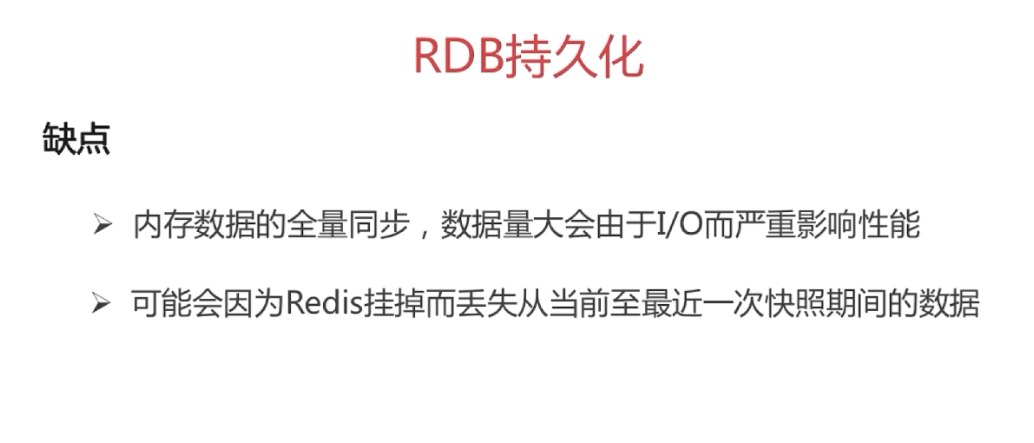 RDB持久化
缺点
内存数据的全量同步，数据量大会由于I/O而严重影响性能
可能会因为Redis挂掉而丢失从当前至最近一次快照期间的数据